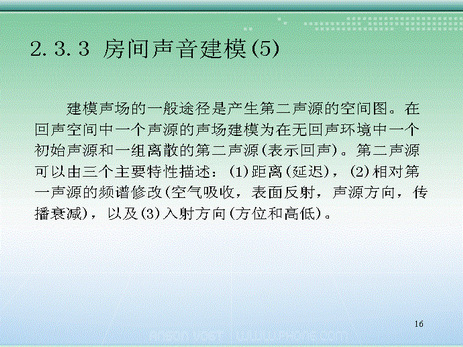 2.3.3 房间声音建模(5)
建模声场的一般途径是产生第二声源的空间图。在
回声空间中一个声源的声场建模为在无回声环境中一个
初始声源和一组离散的第二声源(表示回声)。第二声源
可以由三个主要特性描述：(1)距离(延迟)，(2)相对第
一声源的频谱修改(空气吸收，表面反射，声源方向，传
播衰减)，以及(3)入射方向(方位和高低)。
16